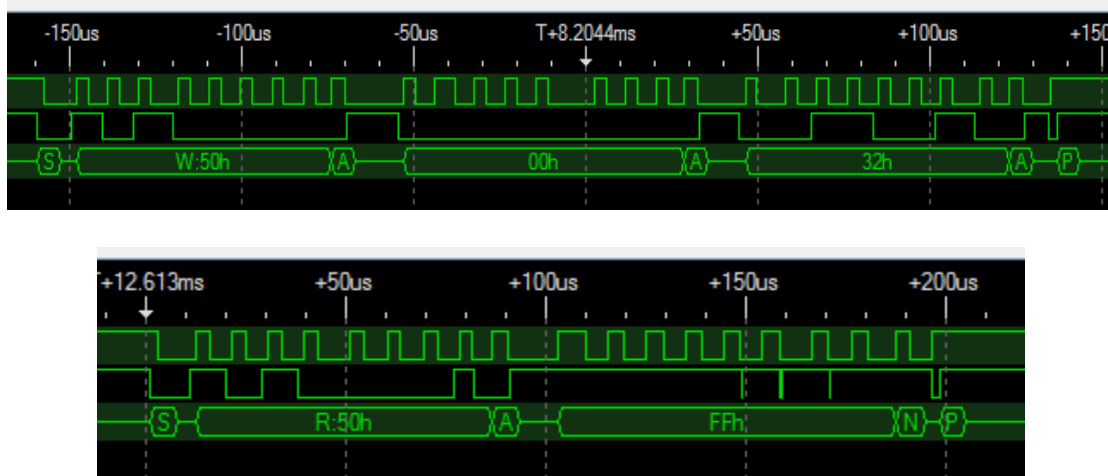 -150us -100us -50us T+8.2044ms +50us +100us +150
S W:50h A 00h A 32h A P
+12.613ms +50us +100us +150us +200us
S R:50h A FFh N P